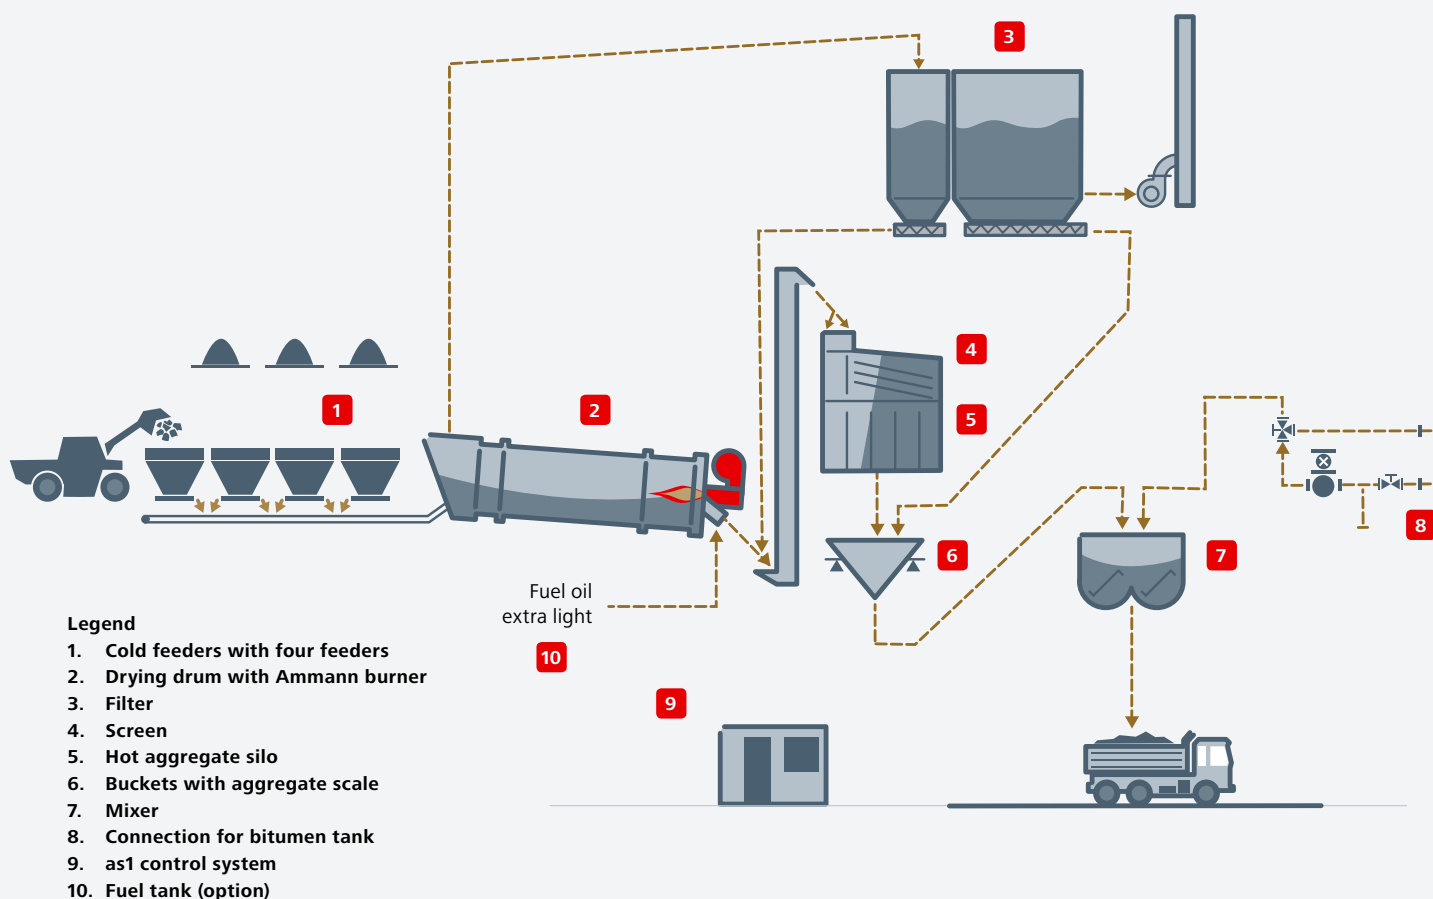 3
4
1
2
5
8
6
7
Fuel oil
extra light
10
9
Legend
1. Cold feeders with four feeders
2. Drying drum with Ammann burner
3. Filter
4. Screen
5. Hot aggregate silo
6. Buckets with aggregate scale
7. Mixer
8. Connection for bitumen tank
9. as1 control system
10. Fuel tank (option)